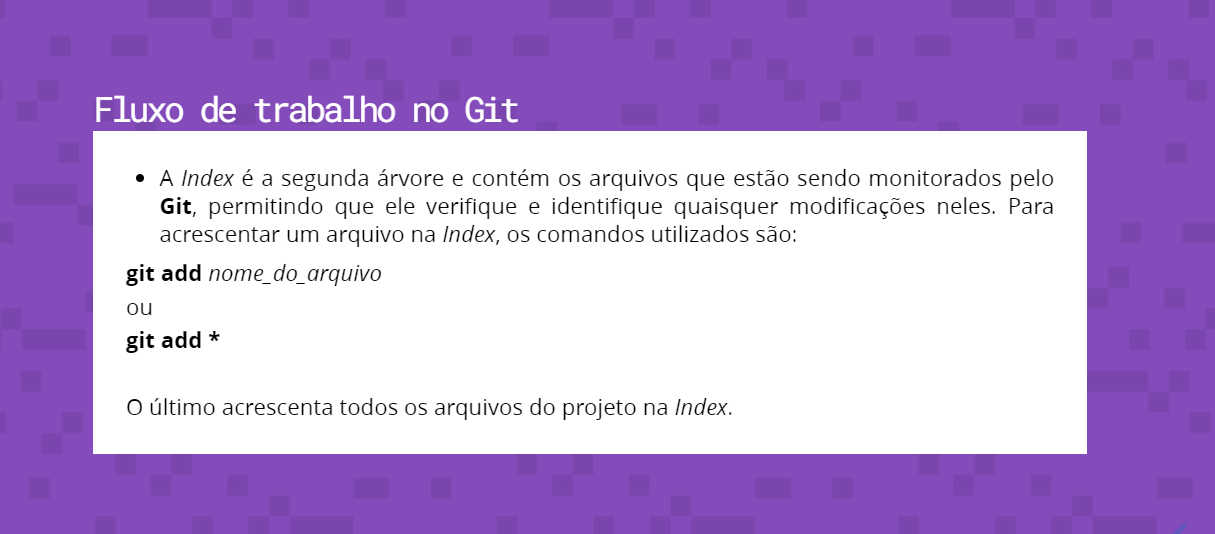 Fluxo de trabalho no Git
• A Index é a segunda árvore e contém os arquivos que estão sendo monitorados pelo
Git, permitindo que ele verifique e identifique quaisquer modificações neles. Para
acrescentar um arquivo na Index, os comandos utilizados são:
git add nome_do_arquivo
ou
git add *
O último acrescenta todos os arquivos do projeto na Index.